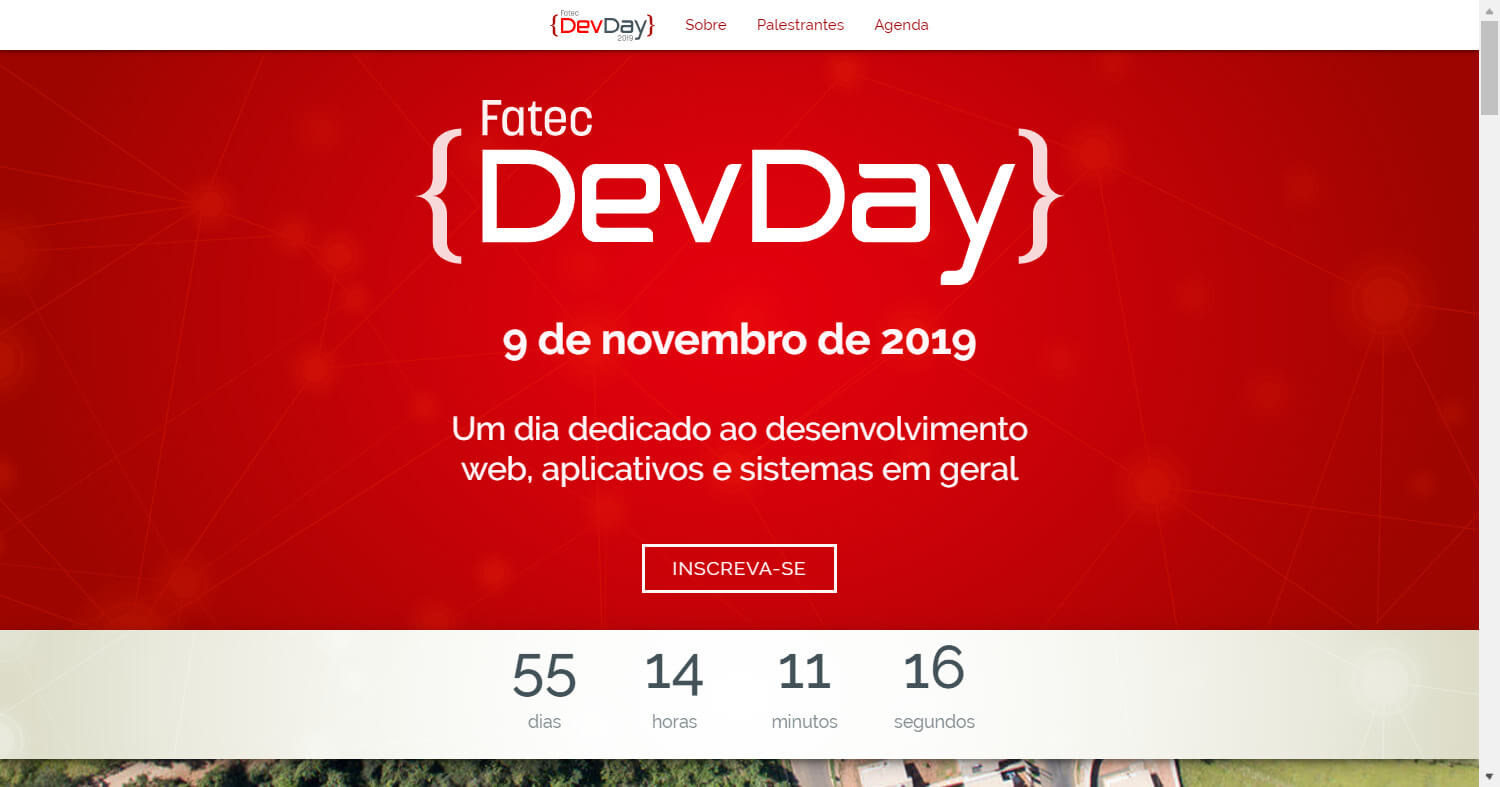 Fatec
{DevDay}
2019
Sobre Palestrantes Agenda
Fatec
{DevDay}
9 de novembro de 2019
Um dia dedicado ao desenvolvimento
web, aplicativos e sistemas em geral
INSCREVA-SE
55 14 11 16
dias horas minutos segundos